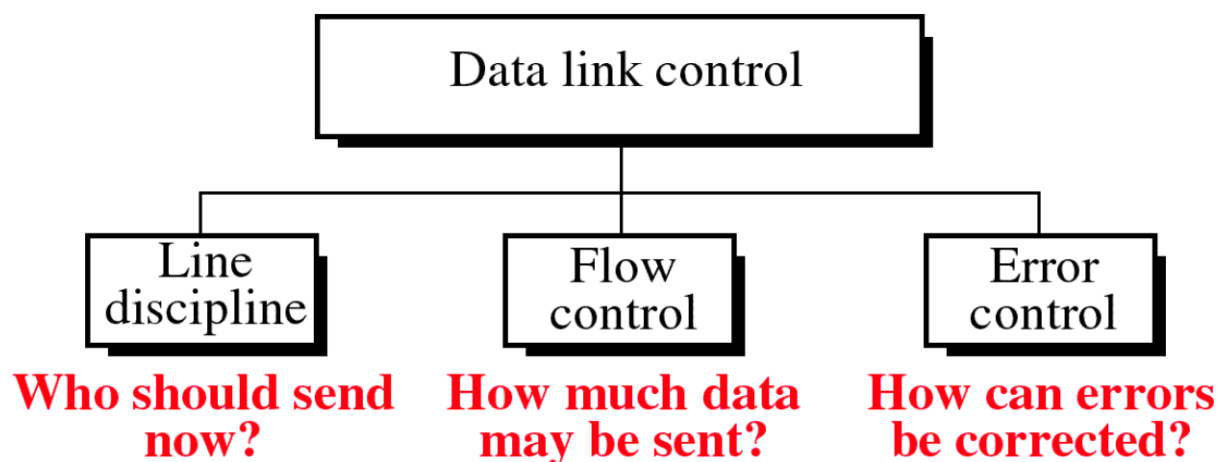 Data link control
Line
discipline
Flow
control
Error
control
Who should send
now?
How much data
may be sent?
How can errors
be corrected?